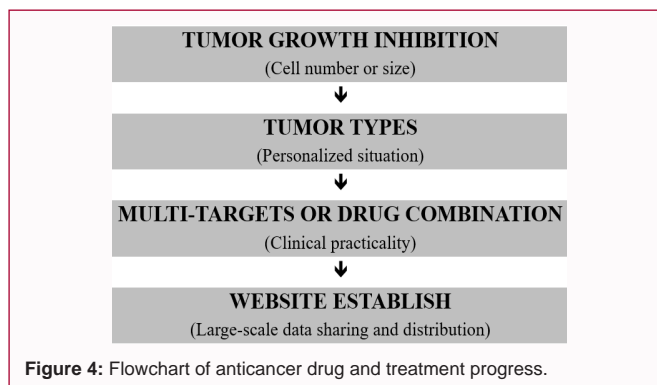 TUMOR GROWTH INHIBITION
(Cell number or size)
TUMOR TYPES
(Personalized situation)
MULTI-TARGETS OR DRUG COMBINATION
(Clinical practicality)
WEBSITE ESTABLISH
(Large-scale data sharing and distribution)
Figure 4: Flowchart of anticancer drug and treatment progress.